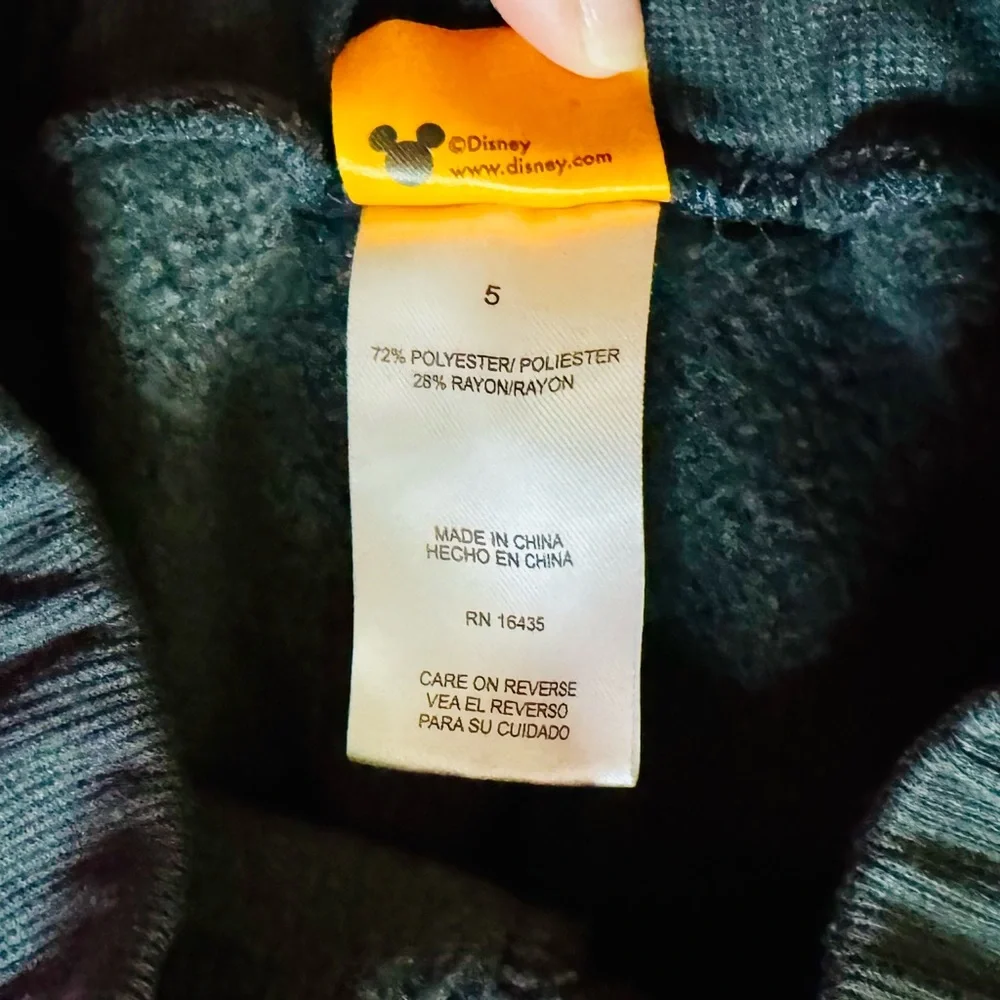 ©Disney
www.disney.com
5
72% POLYESTER/ POLIESTER
28% RAYON/RAYON
MADE IN CHINA
HECHO EN CHINA
RN 16435
CARE ON REVERSE
VEA EL REVERSO
PARA SU CUIDADO